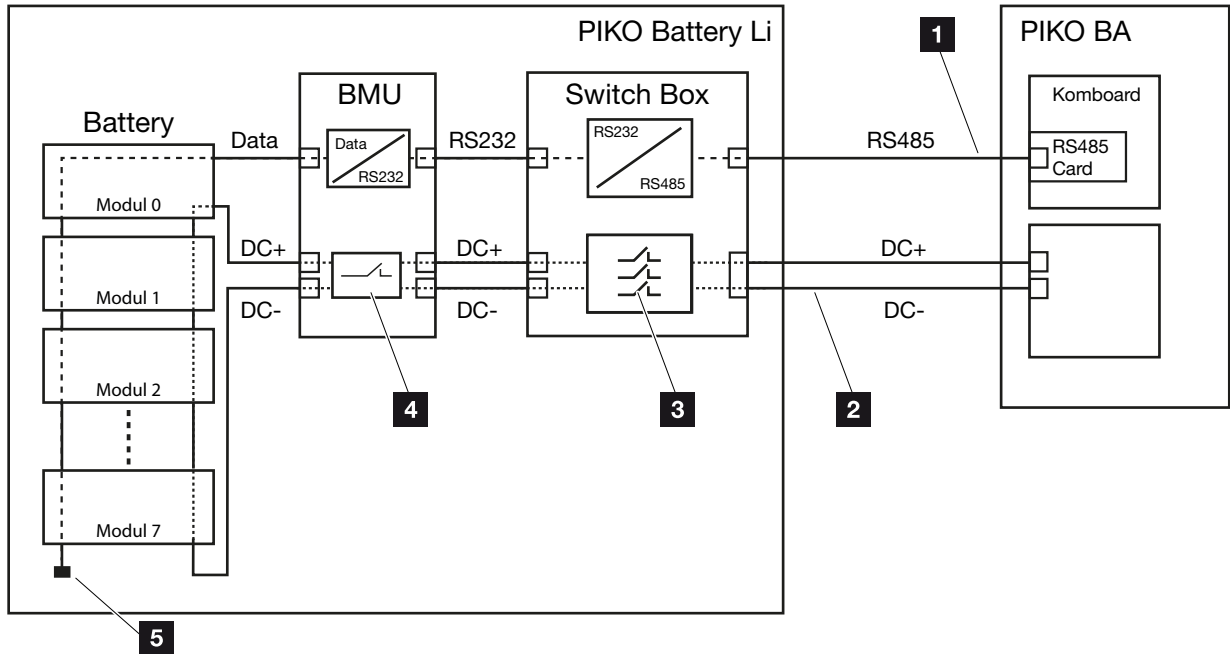 PIKO Battery Li
1
PIKO BA
BMU
Switch Box
Komboard
Battery
Data
Data
RS232
RS232
RS232
RS485
RS485
RS485
Card
Modul 0
DC+
DC+
DC+
Modul 1
DC-
DC-
DC-
Modul 2
4
3
2
Modul 7
5